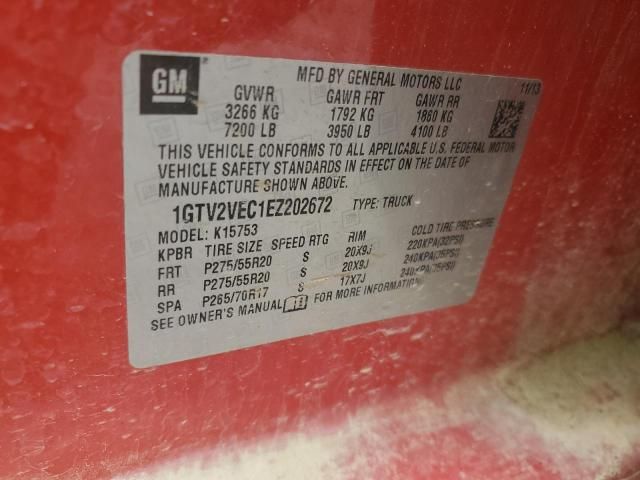 GM
MFD BY GENERAL MOTORS LLC
11/13
GVWR GAWR FRT GAWR RR
3266 KG 1792 KG 1860 KG
7200 LB 3950 LB 4100 LB
THIS VEHICLE CONFORMS TO ALL APPLICABLE U.S. FEDERAL MOTOR
VEHICLE SAFETY STANDARDS IN EFFECT ON THE DATE OF
MANUFACTURE SHOWN ABOVE.
1GTV2VEC1EZ202672 TYPE: TRUCK
MODEL: K15753
KPBR TIRE SIZE SPEED RTG RIM COLD TIRE PRESSURE
FRT P275/55R20 S 20X9J 220KPA(32PSI)
RR P275/55R20 S 20X9J 240KPA(35PSI)
SPA P265/70R17 S 17X7J 240KPA(35PSI)
SEE OWNER'S MANUAL FOR MORE INFORMATION